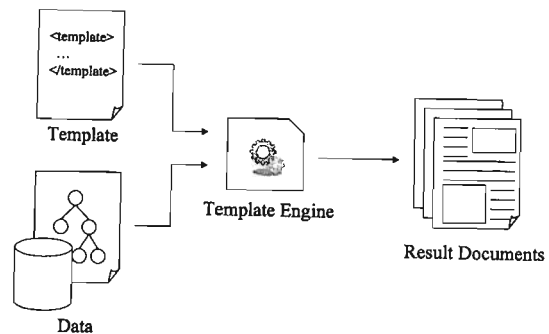 <template>
...
</template>
Template
Template Engine
Result Documents
Data